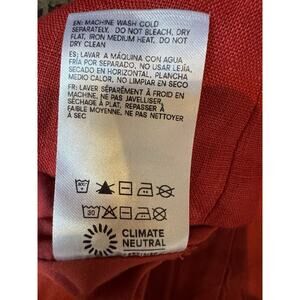 EN: MACHINE WASH COLD
SEPARATELY, DO NOT BLEACH, DRY
FLAT, IRON MEDIUM HEAT, DO NOT
DRY CLEAN
ES: LAVAR A MÁQUINA CON AGUA
FRÍA POR SEPARADO, NO USAR LEJÍA,
SECADO EN HORIZONTAL, PLANCHA
MEDIO CALOR, NO LIMPIAR EN SECO
FR: LAVER SÉPARÉMENT À FROID EN
MACHINE, NE PAS JAVELLISER,
SÉCHAGE À PLAT, REPASSER À
FAIBLE MOYENNE, NE PAS NETTOYER
À SEC
30
CLIMATE
NEUTRAL